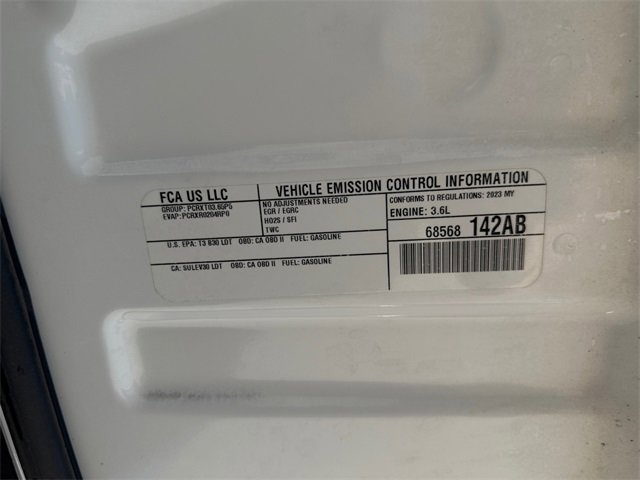 FCA US LLC
VEHICLE EMISSION CONTROL INFORMATION
GROUP: PCRXT03.65P5
EVAP: PCRXR0204RP0
NO ADJUSTMENTS NEEDED
EGR / EGRC
HO2S / SFI
TWC
CONFORMS TO REGULATIONS: 2023 MY
ENGINE: 3.6L
U.S. EPA: T3 B30 LDT OBD: CA OBD II FUEL: GASOLINE
CA: SULEV30 LDT OBD: CA OBD II FUEL: GASOLINE
68568 142AB